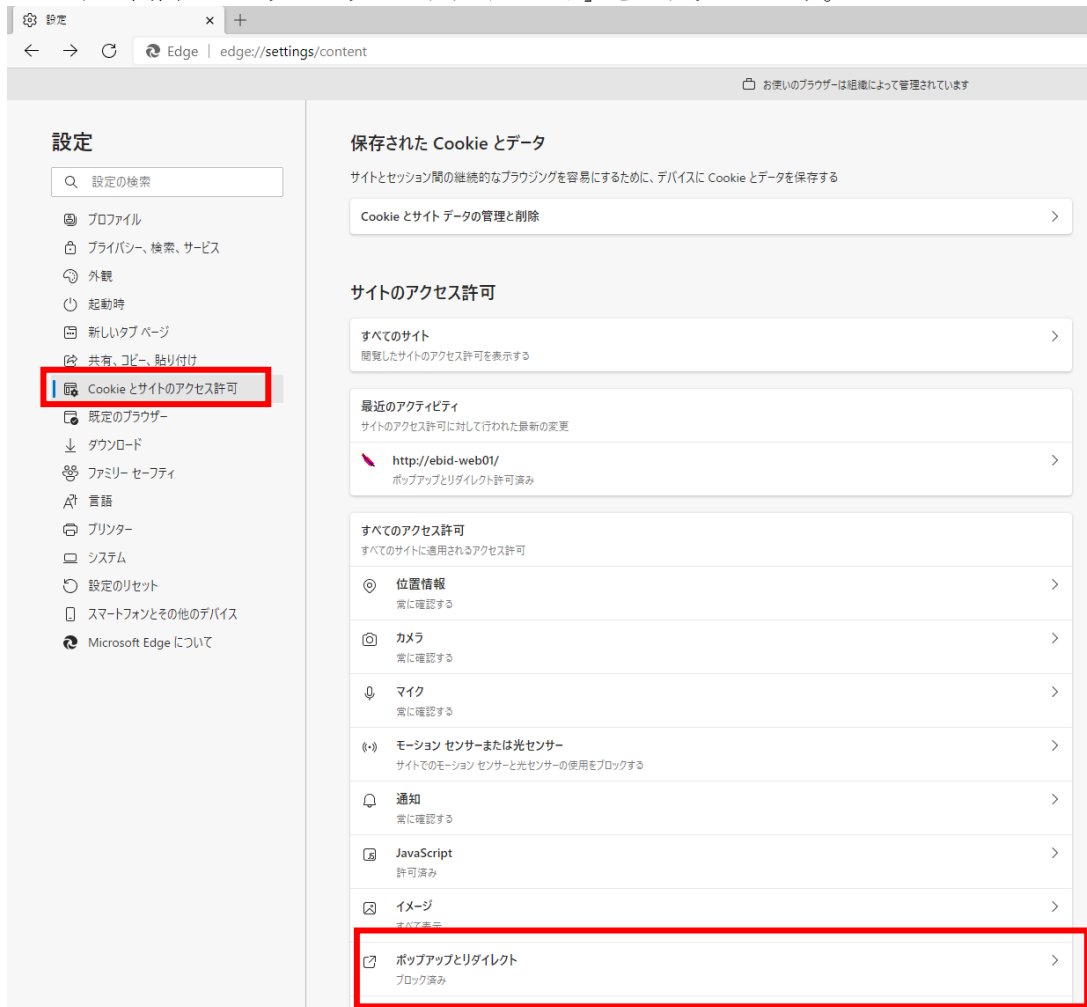 設定
Edge | edge://settings/content
お使いのブラウザーは組織によって管理されています
設定
設定の検索
プロファイル
プライバシー、検索、サービス
外観
起動時
新しいタブ ページ
共有、コピー、貼り付け
Cookie とサイトのアクセス許可
既定のブラウザー
ダウンロード
ファミリー セーフティ
言語
プリンター
システム
設定のリセット
スマートフォンとその他のデバイス
Microsoft Edge について
保存された Cookie とデータ
サイトとセッション間の継続的なブラウジングを容易にするために、デバイスに Cookie とデータを保存する
Cookie とサイト データの管理と削除
サイトのアクセス許可
すべてのサイト
閲覧したサイトのアクセス許可を表示する
最近のアクティビティ
サイトのアクセス許可に対して行われた最新の変更
http://ebid-web01/
ポップアップとリダイレクト許可済み
すべてのアクセス許可
すべてのサイトに適用されるアクセス許可
位置情報
常に確認する
カメラ
常に確認する
マイク
常に確認する
モーション センサーまたは光センサー
サイトでのモーション センサーと光センサーの使用をブロックする
通知
常に確認する
JavaScript
許可済み
イメージ
すべて表示
ポップアップとリダイレクト
ブロック済み